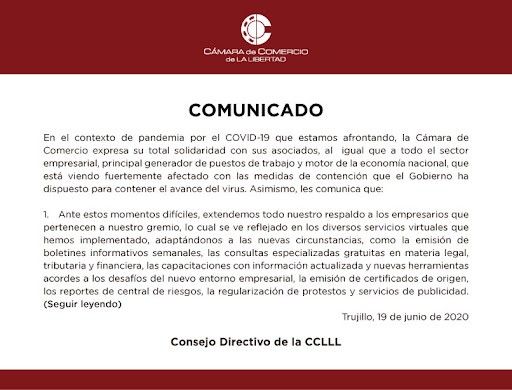 CÁMARA de COMERCIO
de LA LIBERTAD
COMUNICADO
En el contexto de pandemia por el COVID-19 que estamos afrontando, la Cámara de
Comercio expresa su total solidaridad con sus asociados, al igual que a todo el sector
empresarial, principal generador de puestos de trabajo y motor de la economía nacional, que
está viendo fuertemente afectado con las medidas de contención que el Gobierno ha
dispuesto para contener el avance del virus. Asimismo, les comunica que:
1. Ante estos momentos difíciles, extendemos todo nuestro respaldo a los empresarios que
pertenecen a nuestro gremio, lo cual se ve reflejado en los diversos servicios virtuales que
hemos implementado, adaptándonos a las nuevas circunstancias, como la emisión de
boletines informativos semanales, las consultas especializadas gratuitas en materia legal,
tributaria y financiera, las capacitaciones con información actualizada y nuevas herramientas
acordes a los desafíos del nuevo entorno empresarial, la emisión de certificados de origen,
los reportes de central de riesgos, la regularización de protestos y servicios de publicidad.
(Seguir leyendo)
Trujillo, 19 de junio de 2020
Consejo Directivo de la CCLLL